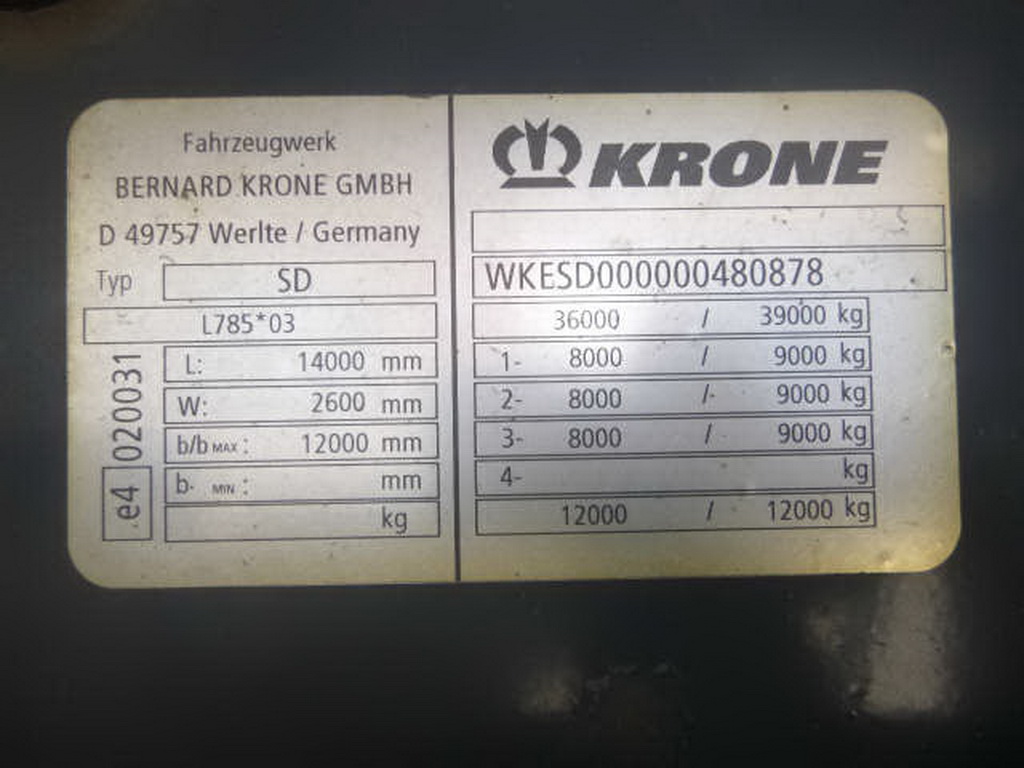 Fahrzeugwerk
BERNARD KRONE GMBH
D 49757 Werlte / Germany
Typ SD
L785*03
L: 14000 mm
W: 2600 mm
b/b MAX : 12000 mm
b- MIN : mm
kg
e4 020031
KRONE
WKESD000000480878
36000 / 39000 kg
1- 8000 / 9000 kg
2- 8000 / 9000 kg
3- 8000 / 9000 kg
4- kg
12000 / 12000 kg